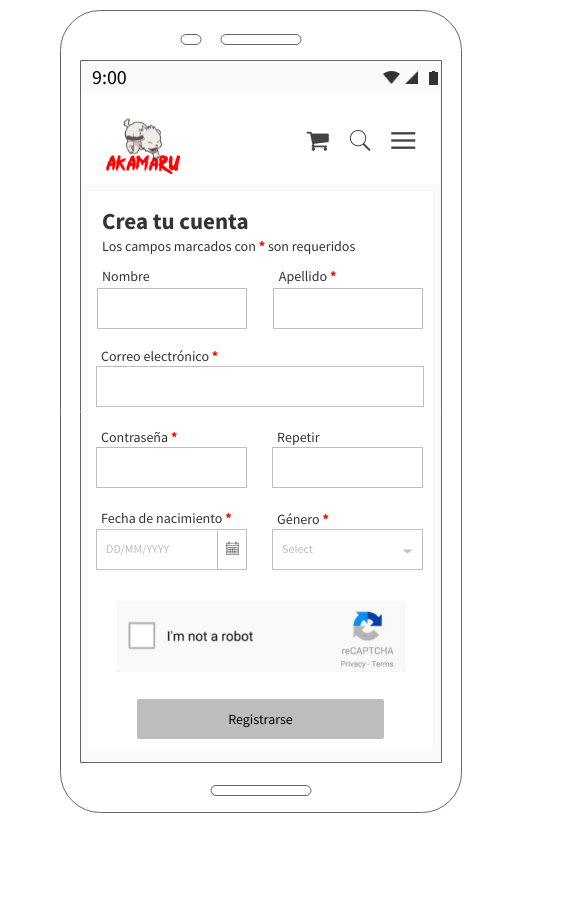 9:00
AKAMARU
Crea tu cuenta
Los campos marcados con * son requeridos
Nombre
Apellido *
Correo electrónico *
Contraseña *
Repetir
Fecha de nacimiento *
Género *
DD/MM/YYYY
Select
I'm not a robot
reCAPTCHA
Privacy - Terms
Registrarse